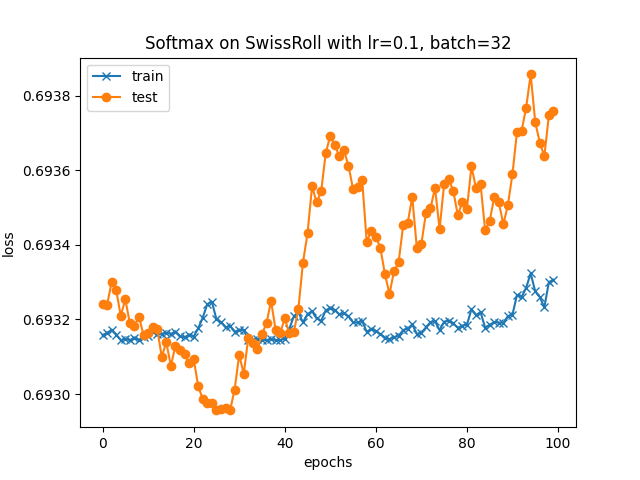 Softmax on SwissRoll with lr=0.1, batch=32
train
test
loss
0.6938
0.6936
0.6934
0.6932
0.6930
0 20 40 60 80 100
epochs